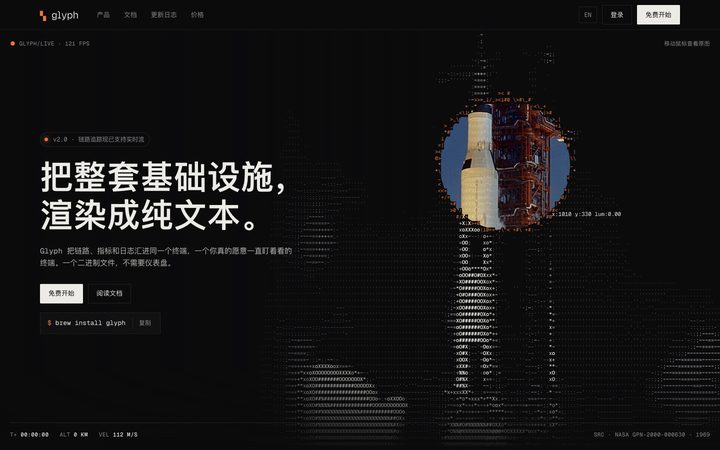 glyph
产品
文档
更新日志
价格
EN
登录
免费开始
GLYPH/LIVE · 121 FPS
移动鼠标查看原图
v2.0 · 链路追踪现已支持实时流
把整套基础设施，
渲染成纯文本。
Glyph 把链路、指标和日志汇进同一个终端，一个你真的愿意一直盯着看的
终端。一个二进制文件，不需要仪表盘。
免费开始
阅读文档
$ brew install glyph
复制
x:1010 y:330 lum:0.00
T+ 00:00:00
ALT 0 KM
VEL 112 M/S
SRC · NASA GPN-2000-000630 · 1969